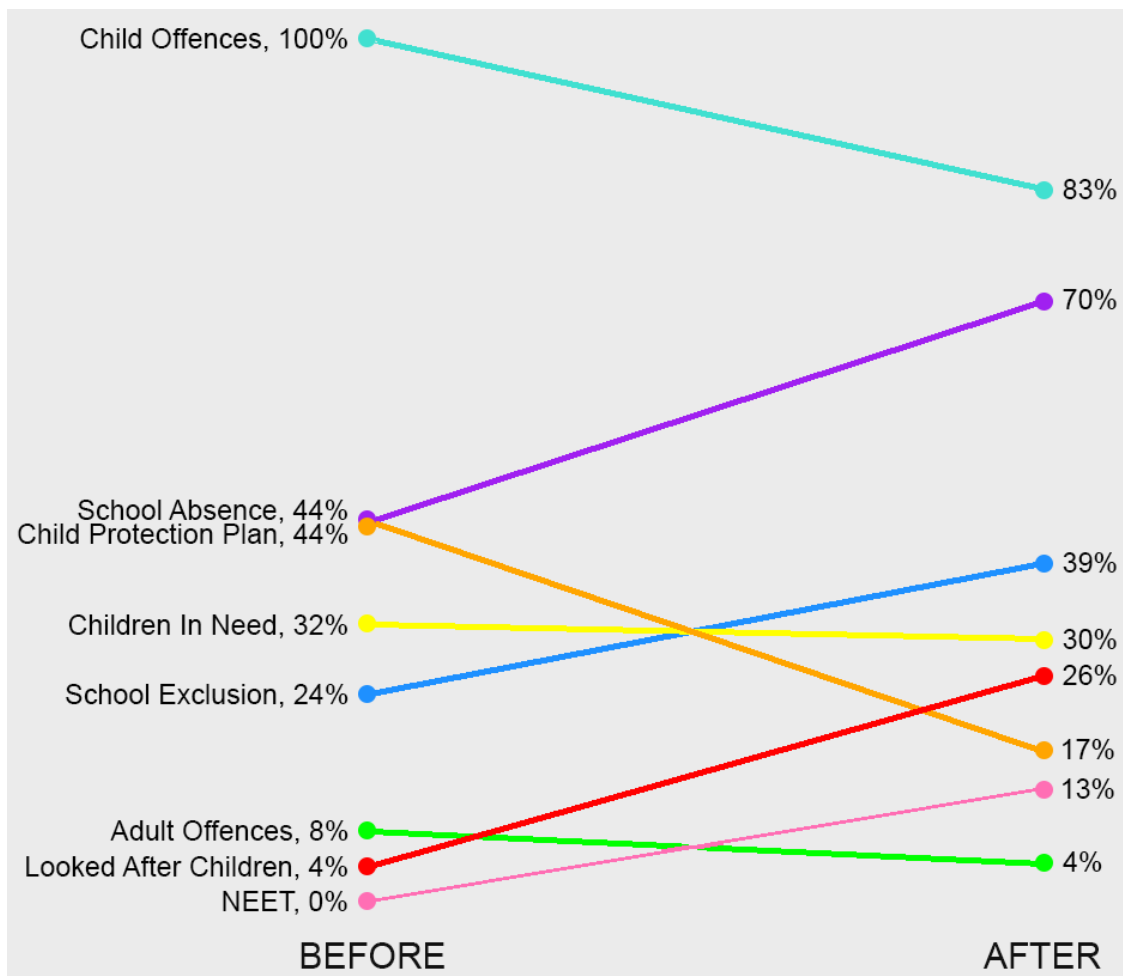 Child Offences, 100%
83%
70%
School Absence, 44%
Child Protection Plan, 44%
39%
Children In Need, 32%
30%
26%
School Exclusion, 24%
17%
13%
Adult Offences, 8%
4%
Looked After Children, 4%
NEET, 0%
BEFORE
AFTER